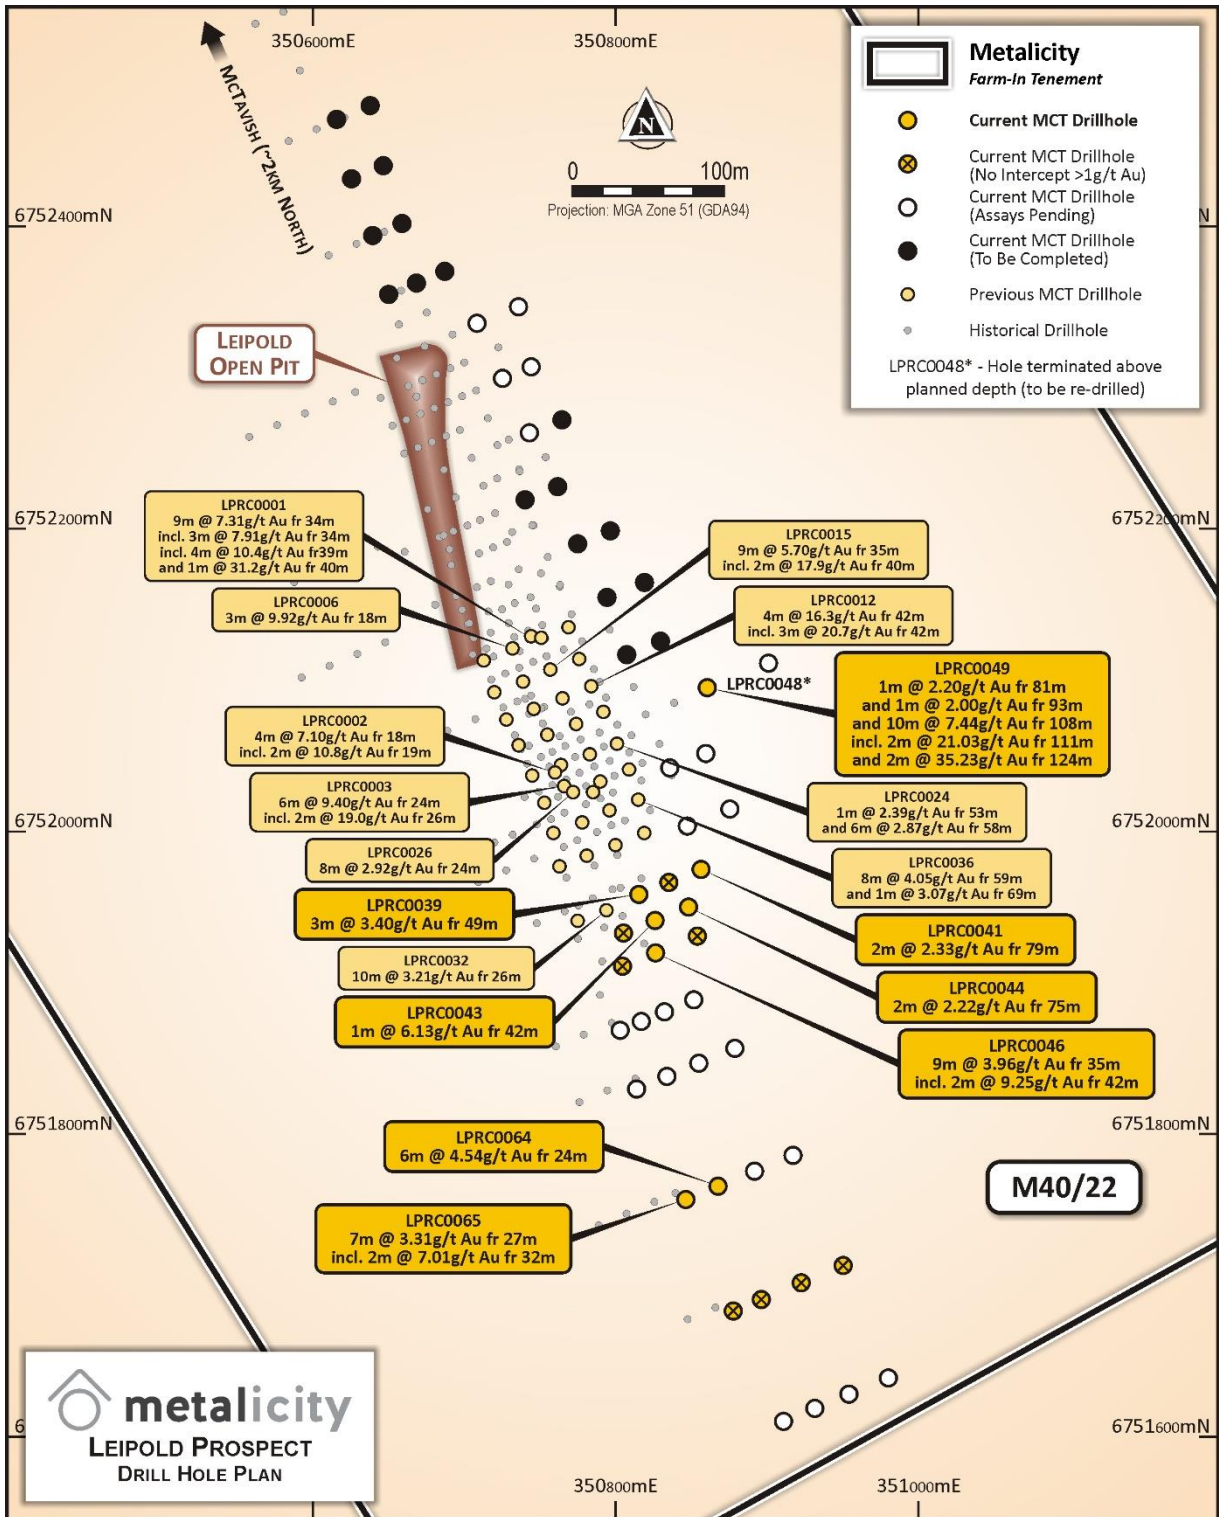 350600mE
350800mE
McTavish (~2km North)
N
0 100m
Projection: MGA Zone 51 (GDA94)
Metalicity
Farm-In Tenement
Current MCT Drillhole
Current MCT Drillhole
(No Intercept >1g/t Au)
Current MCT Drillhole
(Assays Pending)
Current MCT Drillhole
(To Be Completed)
Previous MCT Drillhole
Historical Drillhole
LPRC0048* - Hole terminated above
planned depth (to be re-drilled)
6752400mN
N
Leipold
Open Pit
6752200mN
6752200mN
LPRC0001
9m @ 7.31g/t Au fr 34m
incl. 3m @ 7.91g/t Au fr 34m
incl. 4m @ 10.4g/t Au fr39m
and 1m @ 31.2g/t Au fr 40m
LPRC0015
9m @ 5.70g/t Au fr 35m
incl. 2m @ 17.9g/t Au fr 40m
LPRC0006
3m @ 9.92g/t Au fr 18m
LPRC0012
4m @ 16.3g/t Au fr 42m
incl. 3m @ 20.7g/t Au fr 42m
LPRC0048*
LPRC0049
1m @ 2.20g/t Au fr 81m
and 1m @ 2.00g/t Au fr 93m
and 10m @ 7.44g/t Au fr 108m
incl. 2m @ 21.03g/t Au fr 111m
and 2m @ 35.23g/t Au fr 124m
LPRC0002
4m @ 7.10g/t Au fr 18m
incl. 2m @ 10.8g/t Au fr 19m
LPRC0003
6m @ 9.40g/t Au fr 24m
incl. 2m @ 19.0g/t Au fr 26m
LPRC0024
1m @ 2.39g/t Au fr 53m
and 6m @ 2.87g/t Au fr 58m
6752000mN
6752000mN
LPRC0026
8m @ 2.92g/t Au fr 24m
LPRC0036
8m @ 4.05g/t Au fr 59m
and 1m @ 3.07g/t Au fr 69m
LPRC0039
3m @ 3.40g/t Au fr 49m
LPRC0041
2m @ 2.33g/t Au fr 79m
LPRC0032
10m @ 3.21g/t Au fr 26m
LPRC0044
2m @ 2.22g/t Au fr 75m
LPRC0043
1m @ 6.13g/t Au fr 42m
LPRC0046
9m @ 3.96g/t Au fr 35m
incl. 2m @ 9.25g/t Au fr 42m
6751800mN
6751800mN
LPRC0064
6m @ 4.54g/t Au fr 24m
M40/22
LPRC0065
7m @ 3.31g/t Au fr 27m
incl. 2m @ 7.01g/t Au fr 32m
metalicity
Leipold Prospect
Drill Hole Plan
6
6751600mN
350800mE
351000mE